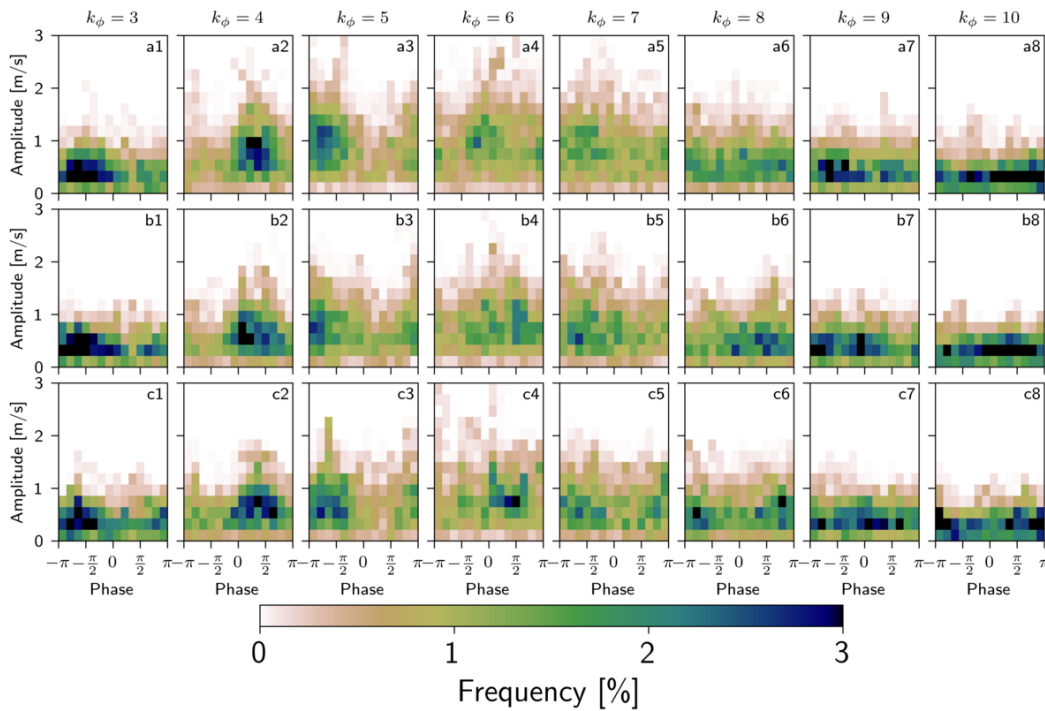 k_ϕ = 3 k_ϕ = 4 k_ϕ = 5 k_ϕ = 6 k_ϕ = 7 k_ϕ = 8 k_ϕ = 9 k_ϕ = 10
3
a1 a2 a3 a4 a5 a6 a7 a8
Amplitude [m/s]
2
1
0
3
b1 b2 b3 b4 b5 b6 b7 b8
Amplitude [m/s]
2
1
0
3
c1 c2 c3 c4 c5 c6 c7 c8
Amplitude [m/s]
2
1
0
−π −π/2 0 π/2 π −π/2 0 π/2 π −π/2 0 π/2 π −π/2 0 π/2 π −π/2 0 π/2 π −π/2 0 π/2 π −π/2 0 π/2 π −π/2 0 π/2 π
Phase Phase Phase Phase Phase Phase Phase Phase
0 1 2 3
Frequency [%]